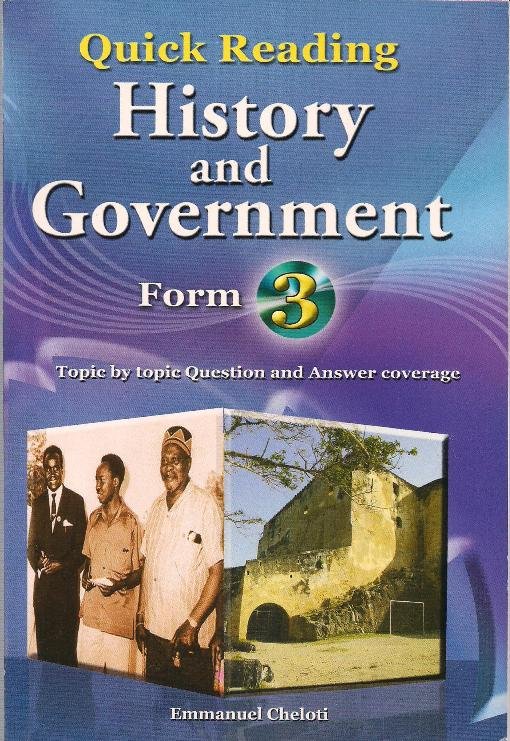 Quick Reading
History
and
Government
Form 3
Topic by topic Question and Answer coverage
Emmanuel Cheloti